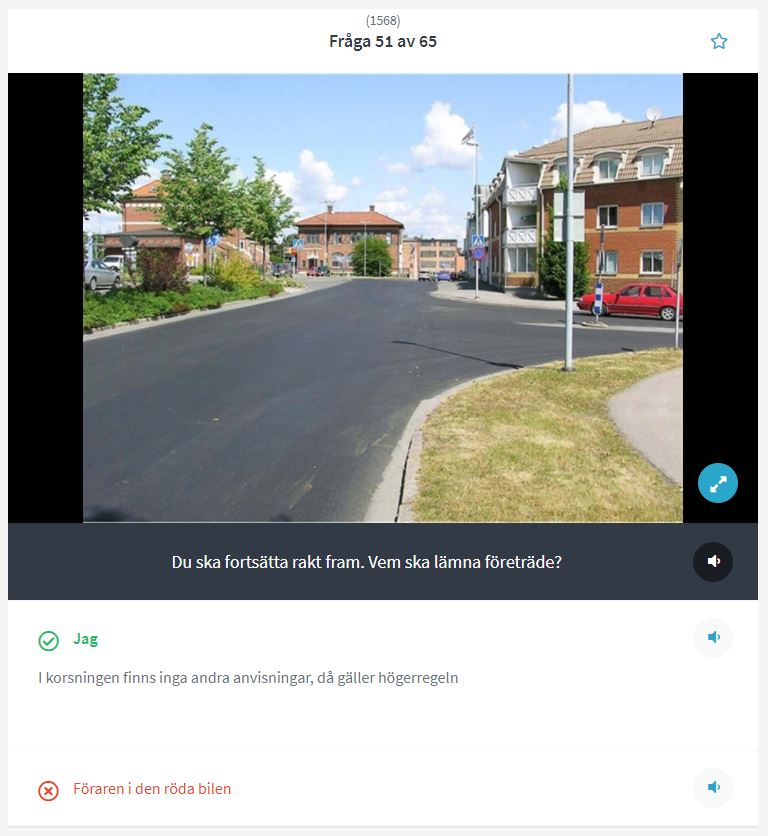 (1568)
Fråga 51 av 65
Du ska fortsätta rakt fram. Vem ska lämna företräde?
Jag
I korsningen finns inga andra anvisningar, då gäller högerregeln
Föraren i den röda bilen